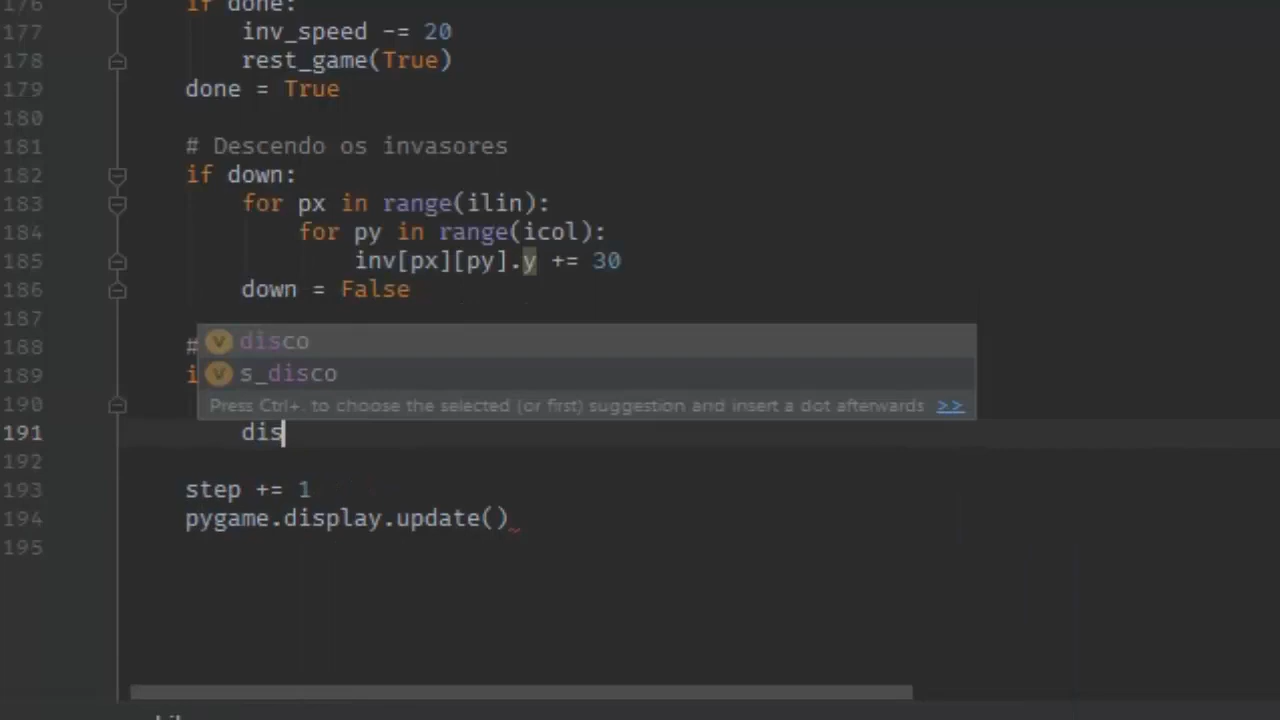 176 if done:
177 inv_speed -= 20
178 rest_game(True)
179 done = True
180
181 # Descendo os invasores
182 if down:
183 for px in range(ilin):
184 for py in range(icol):
185 inv[px][py].y += 30
186 down = False
187
188 #
disco
189 i
s_disco
190
Press Ctrl+. to choose the selected (or first) suggestion and insert a dot afterwards >>
191 dis
192
193 step += 1
194 pygame.display.update()
195